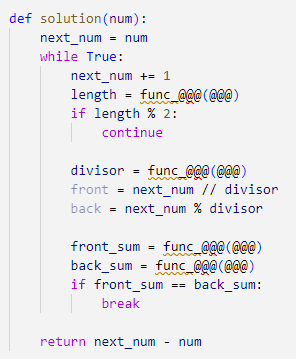 def solution(num):
    next_num = num
    while True:
        next_num += 1
        length = func_@@@(@@@)
        if length % 2:
            continue

        divisor = func_@@@(@@@)
        front = next_num // divisor
        back = next_num % divisor

        front_sum = func_@@@(@@@)
        back_sum = func_@@@(@@@)
        if front_sum == back_sum:
            break

    return next_num - num